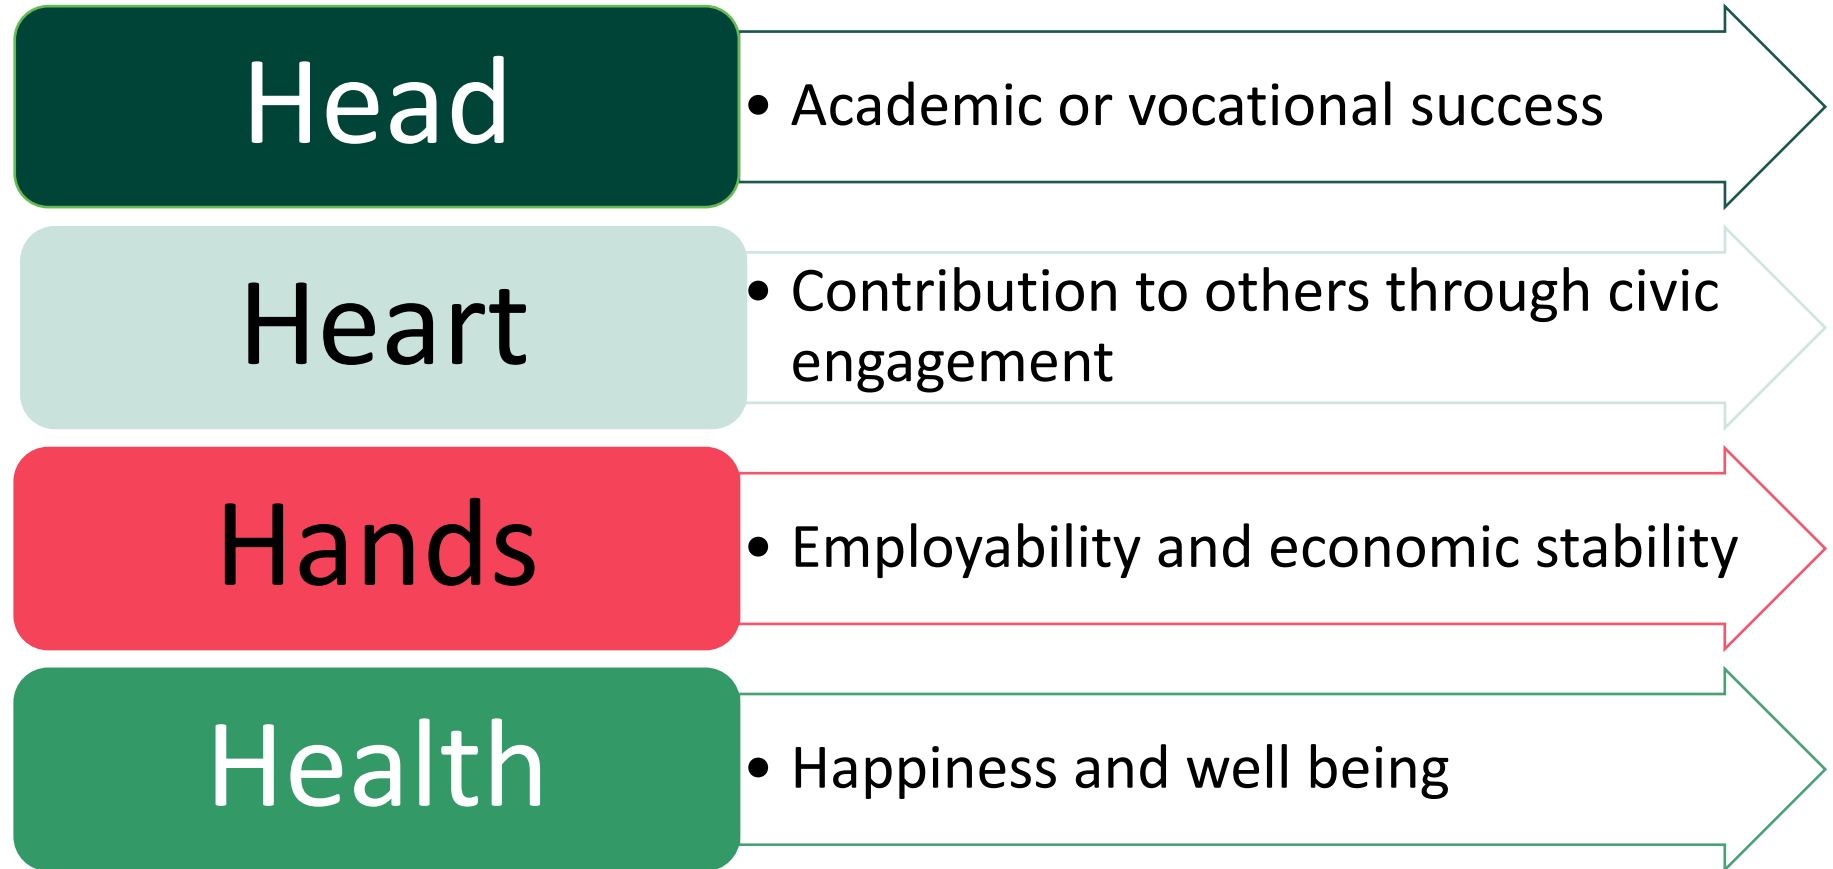 Head
• Academic or vocational success
Heart
• Contribution to others through civic
engagement
Hands
• Employability and economic stability
Health
• Happiness and well being